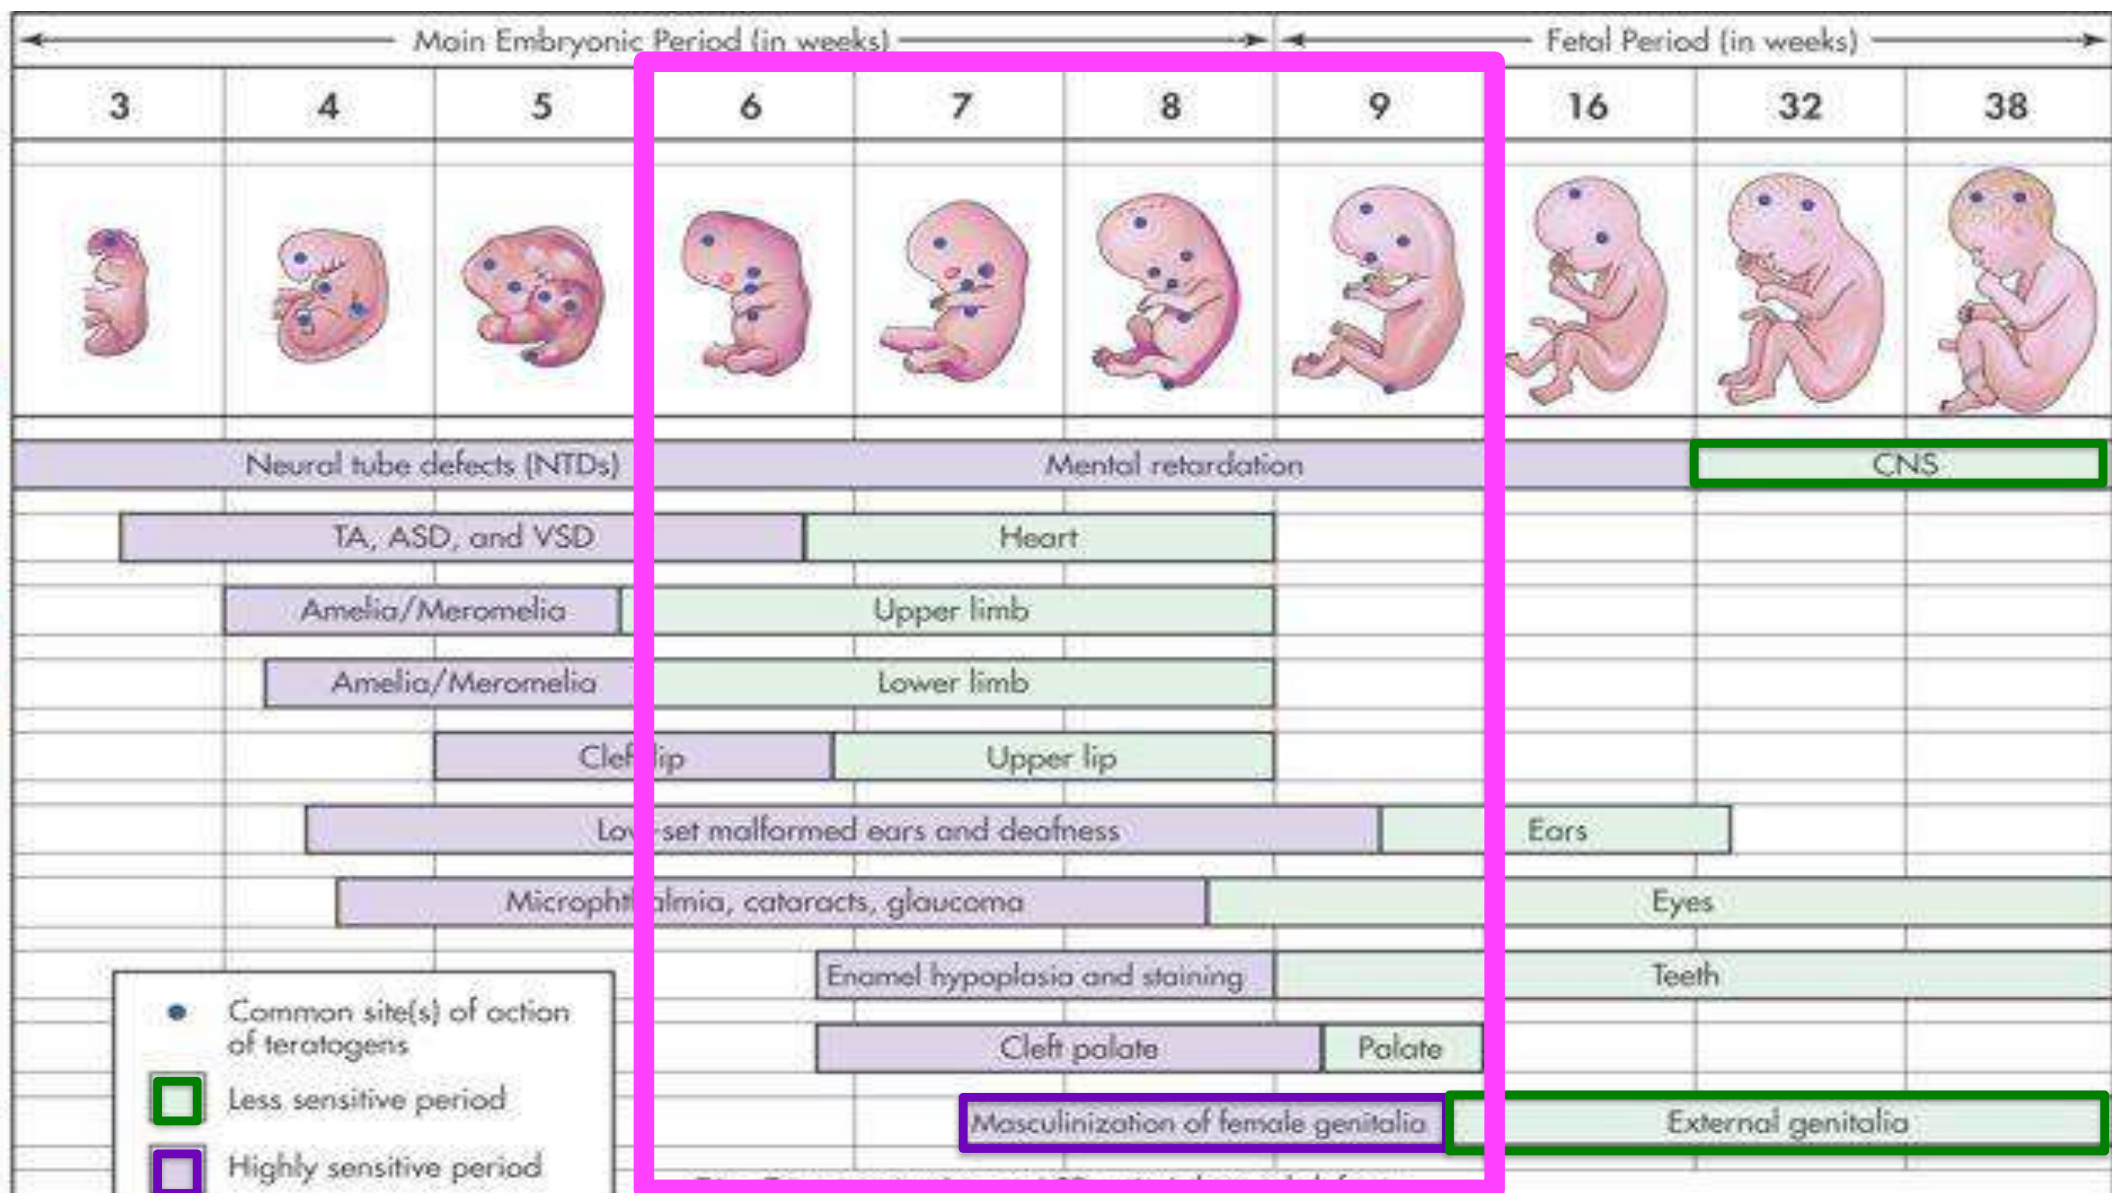 Main Embryonic Period (in weeks) Fetal Period (in weeks)
3 4 5 6 7 8 9 16 32 38
Neural tube defects (NTDs) Mental retardation CNS
TA, ASD, and VSD Heart
Amelia/Meromelia Upper limb
Amelia/Meromelia Lower limb
Cleft lip Upper lip
Low-set malformed ears and deafness Ears
Microphthalmia, cataracts, glaucoma Eyes
Enamel hypoplasia and staining Teeth
Cleft palate Palate
Masculinization of female genitalia External genitalia
Common site(s) of action
of teratogens
Less sensitive period
Highly sensitive period